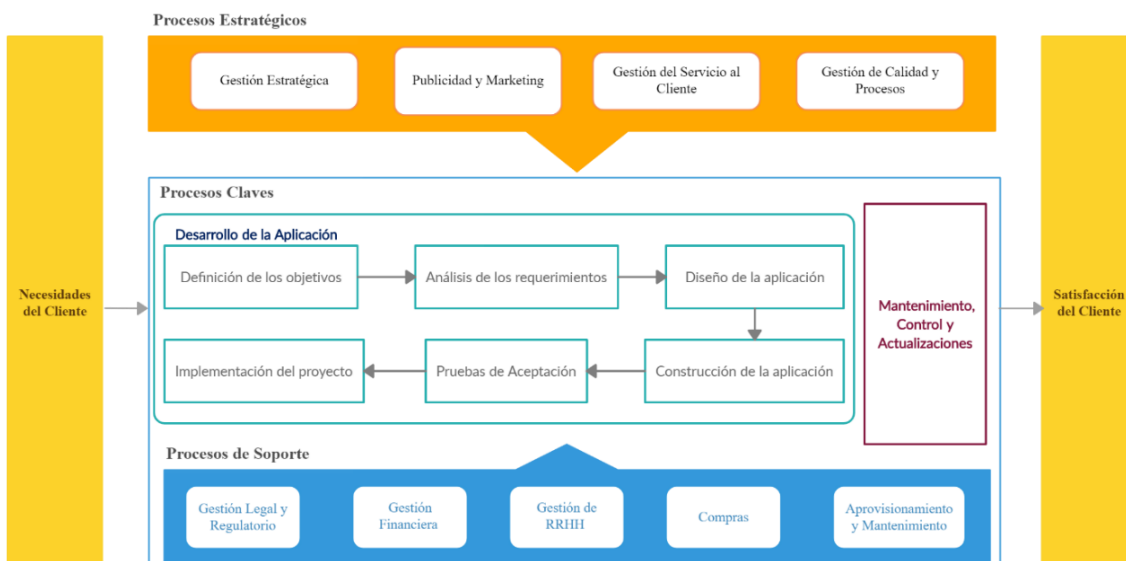 Procesos Estratégicos
Gestión Estratégica
Publicidad y Marketing
Gestión del Servicio al
Cliente
Gestión de Calidad y
Procesos
Necesidades
del Cliente
Procesos Claves
Desarrollo de la Aplicación
Definición de los objetivos
Análisis de los requerimientos
Diseño de la aplicación
Implementación del proyecto
Pruebas de Aceptación
Construcción de la aplicación
Mantenimiento,
Control y
Actualizaciones
Satisfacción
del Cliente
Procesos de Soporte
Gestión Legal y
Regulatorio
Gestión
Financiera
Gestión de
RRHH
Compras
Aprovisionamiento
y Mantenimiento